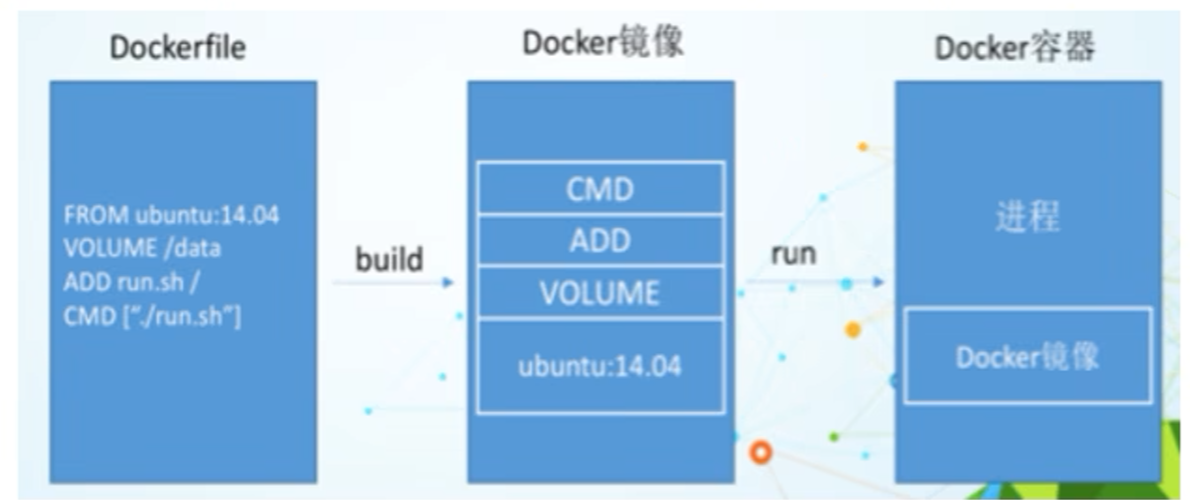 Dockerfile
FROM ubuntu:14.04
VOLUME /data
ADD run.sh /
CMD [“./run.sh”]
build
Docker镜像
CMD
ADD
VOLUME
ubuntu:14.04
run
Docker容器
进程
Docker镜像